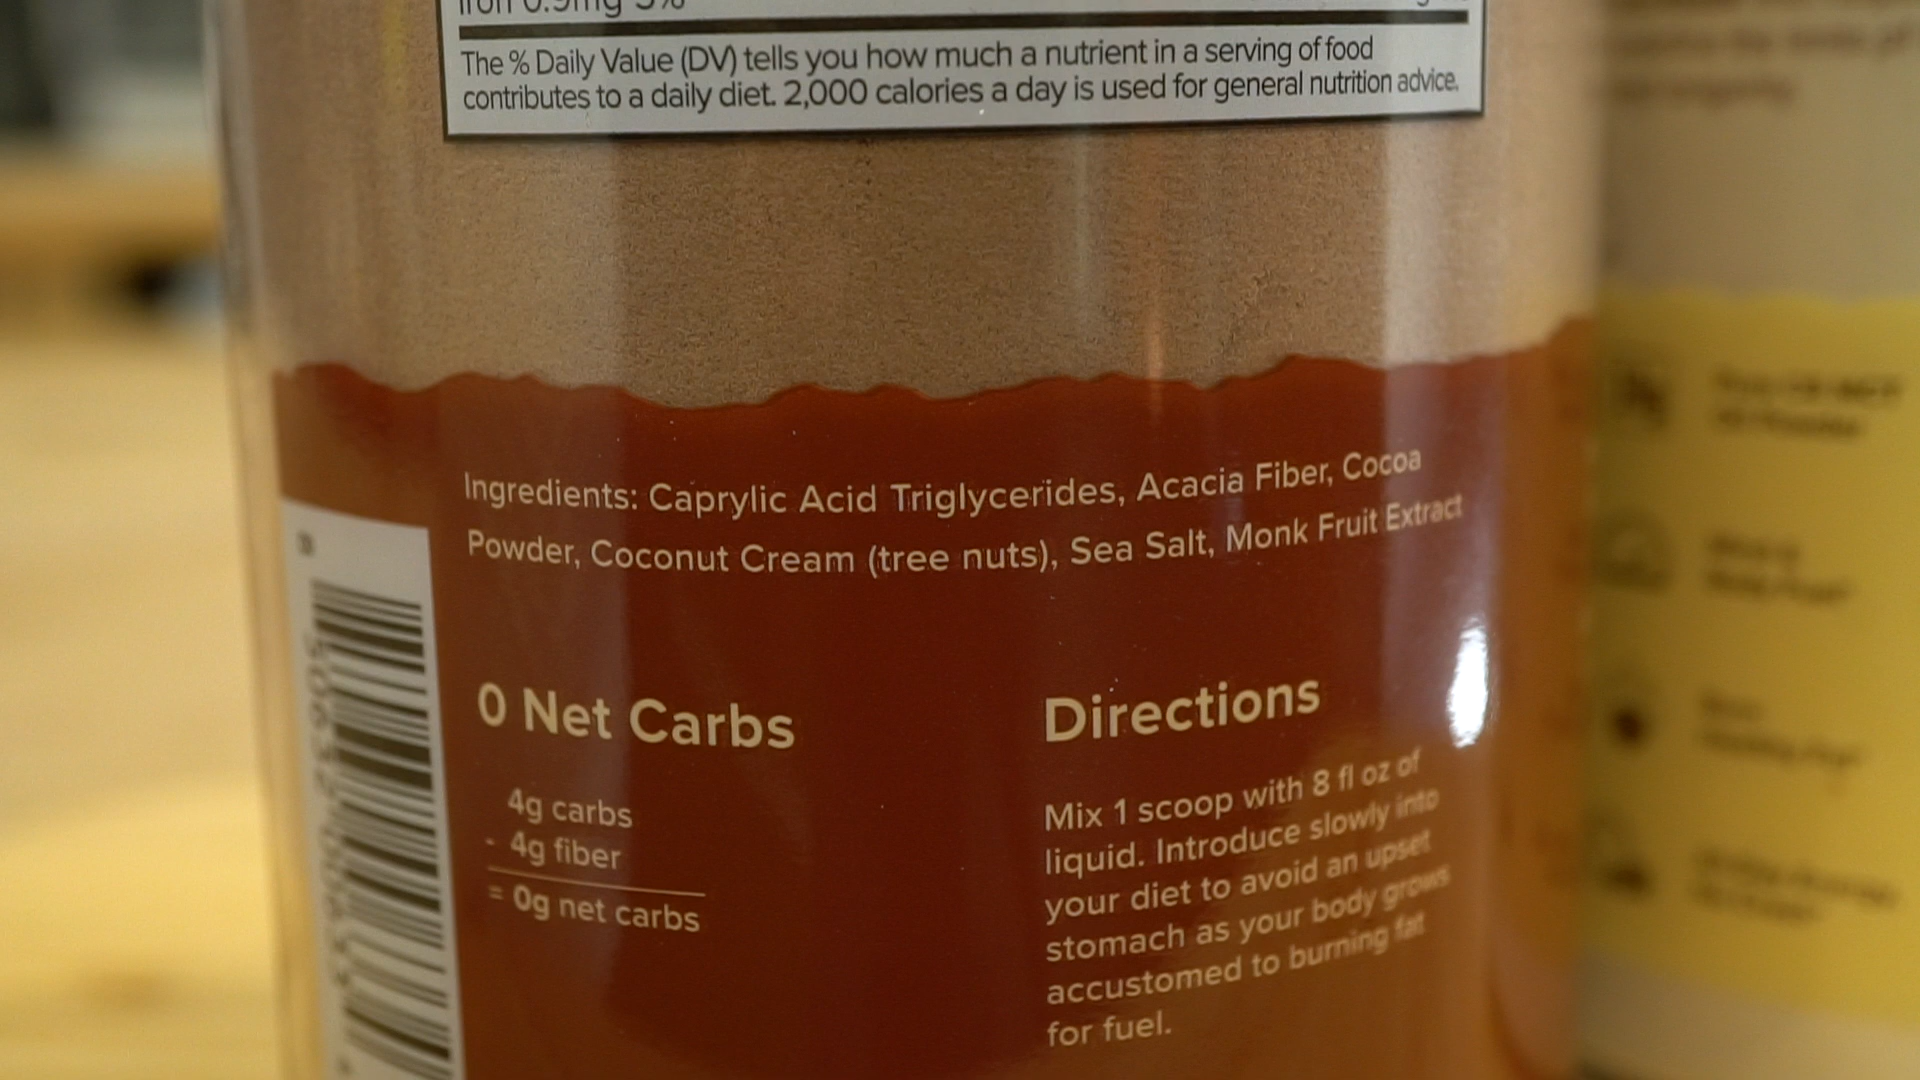 The % Daily Value (DV) tells you how much a nutrient in a serving of food
contributes to a daily diet. 2,000 calories a day is used for general nutrition advice.
Ingredients: Caprylic Acid Triglycerides, Acacia Fiber, Cocoa
Powder, Coconut Cream (tree nuts), Sea Salt, Monk Fruit Extract
0 Net Carbs
4g carbs
- 4g fiber
= 0g net carbs
Directions
Mix 1 scoop with 8 fl oz of
liquid. Introduce slowly into
your diet to avoid an upset
stomach as your body grows
accustomed to burning fat
for fuel.